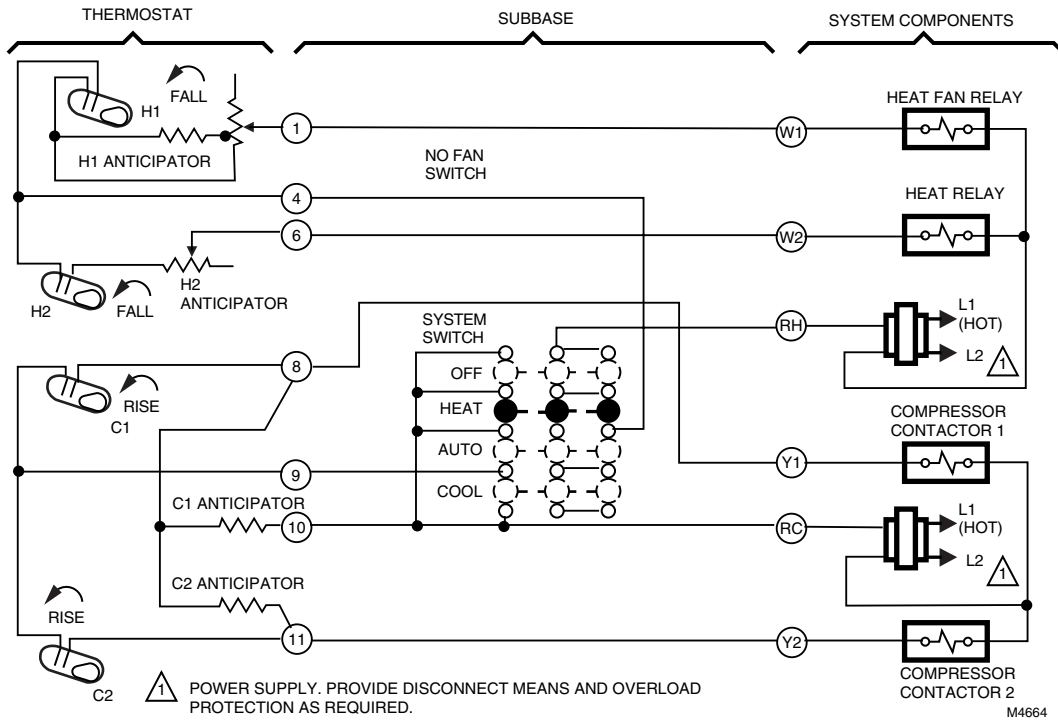 THERMOSTAT
SUBBASE
SYSTEM COMPONENTS
FALL
H1
H1 ANTICIPATOR
1
W1
HEAT FAN RELAY
NO FAN
SWITCH
4
HEAT RELAY
6
W2
H2
ANTICIPATOR
H2
FALL
RH
L1
(HOT)
L2
1
SYSTEM
SWITCH
OFF
HEAT
AUTO
COOL
8
RISE
C1
COMPRESSOR
CONTACTOR 1
Y1
9
C1 ANTICIPATOR
10
RC
L1
(HOT)
L2
1
C2 ANTICIPATOR
RISE
11
Y2
C2
COMPRESSOR
CONTACTOR 2
1
POWER SUPPLY. PROVIDE DISCONNECT MEANS AND OVERLOAD
PROTECTION AS REQUIRED.
M4664